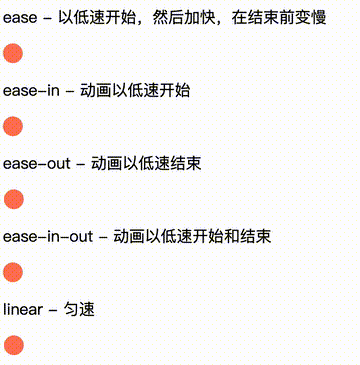 ease - 以低速开始，然后加快，在结束前变慢
ease-in - 动画以低速开始
ease-out - 动画以低速结束
ease-in-out - 动画以低速开始和结束
linear - 匀速